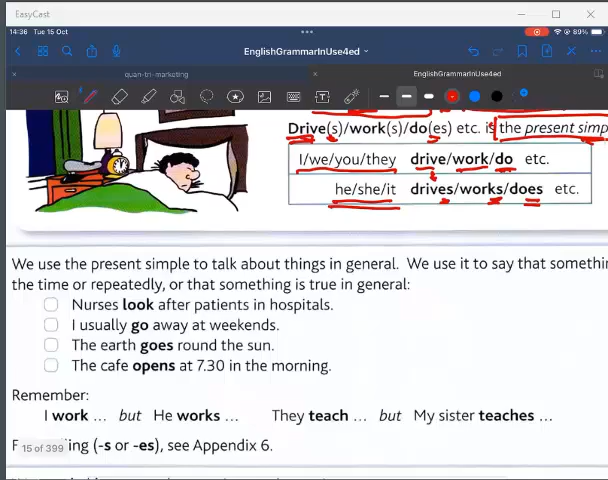 EasyCast
14:36 Tue 15 Oct
89%
EnglishGrammarInUse4ed
quan-tri-marketing
EnglishGrammarInUse4ed
Drive(s)/work(s)/do(es) etc. is the present simp
I/we/you/they drive/work/do etc.
he/she/it drives/works/does etc.
We use the present simple to talk about things in general. We use it to say that somethin
the time or repeatedly, or that something is true in general:
Nurses look after patients in hospitals.
I usually go away at weekends.
The earth goes round the sun.
The cafe opens at 7.30 in the morning.
Remember:
I work ... but He works ... They teach ... but My sister teaches ...
F 15 of 399 ing (-s or -es), see Appendix 6.